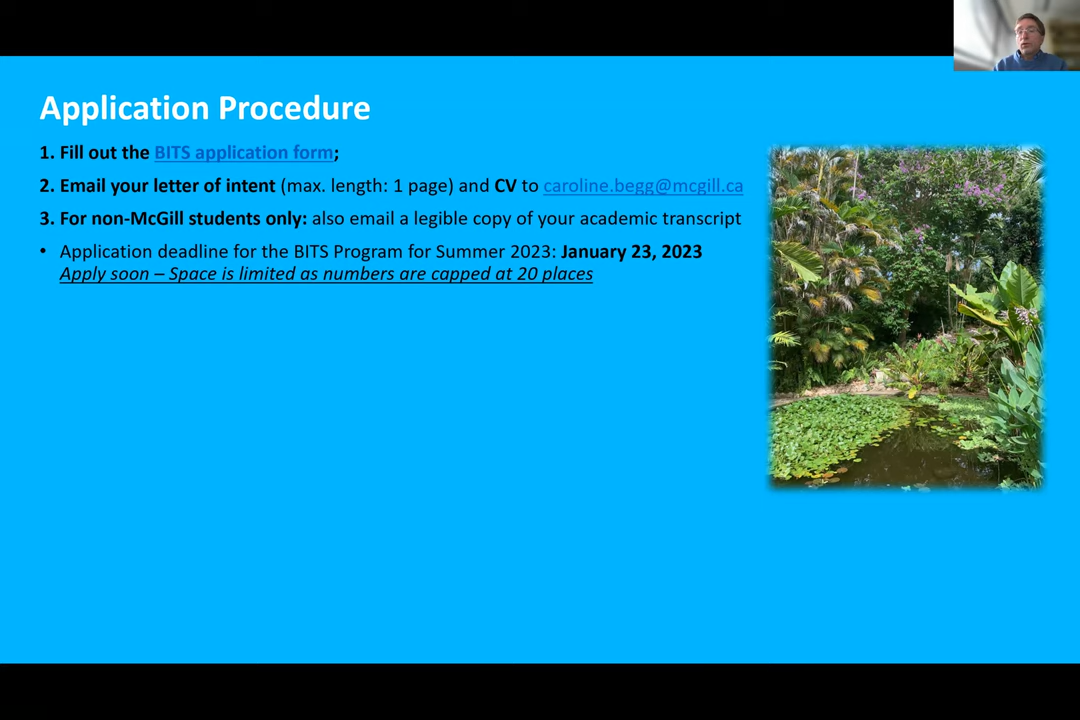 Application Procedure
1. Fill out the BITS application form;
2. Email your letter of intent (max. length: 1 page) and CV to caroline.begg@mcgill.ca
3. For non-McGill students only: also email a legible copy of your academic transcript
• Application deadline for the BITS Program for Summer 2023: January 23, 2023
Apply soon – Space is limited as numbers are capped at 20 places